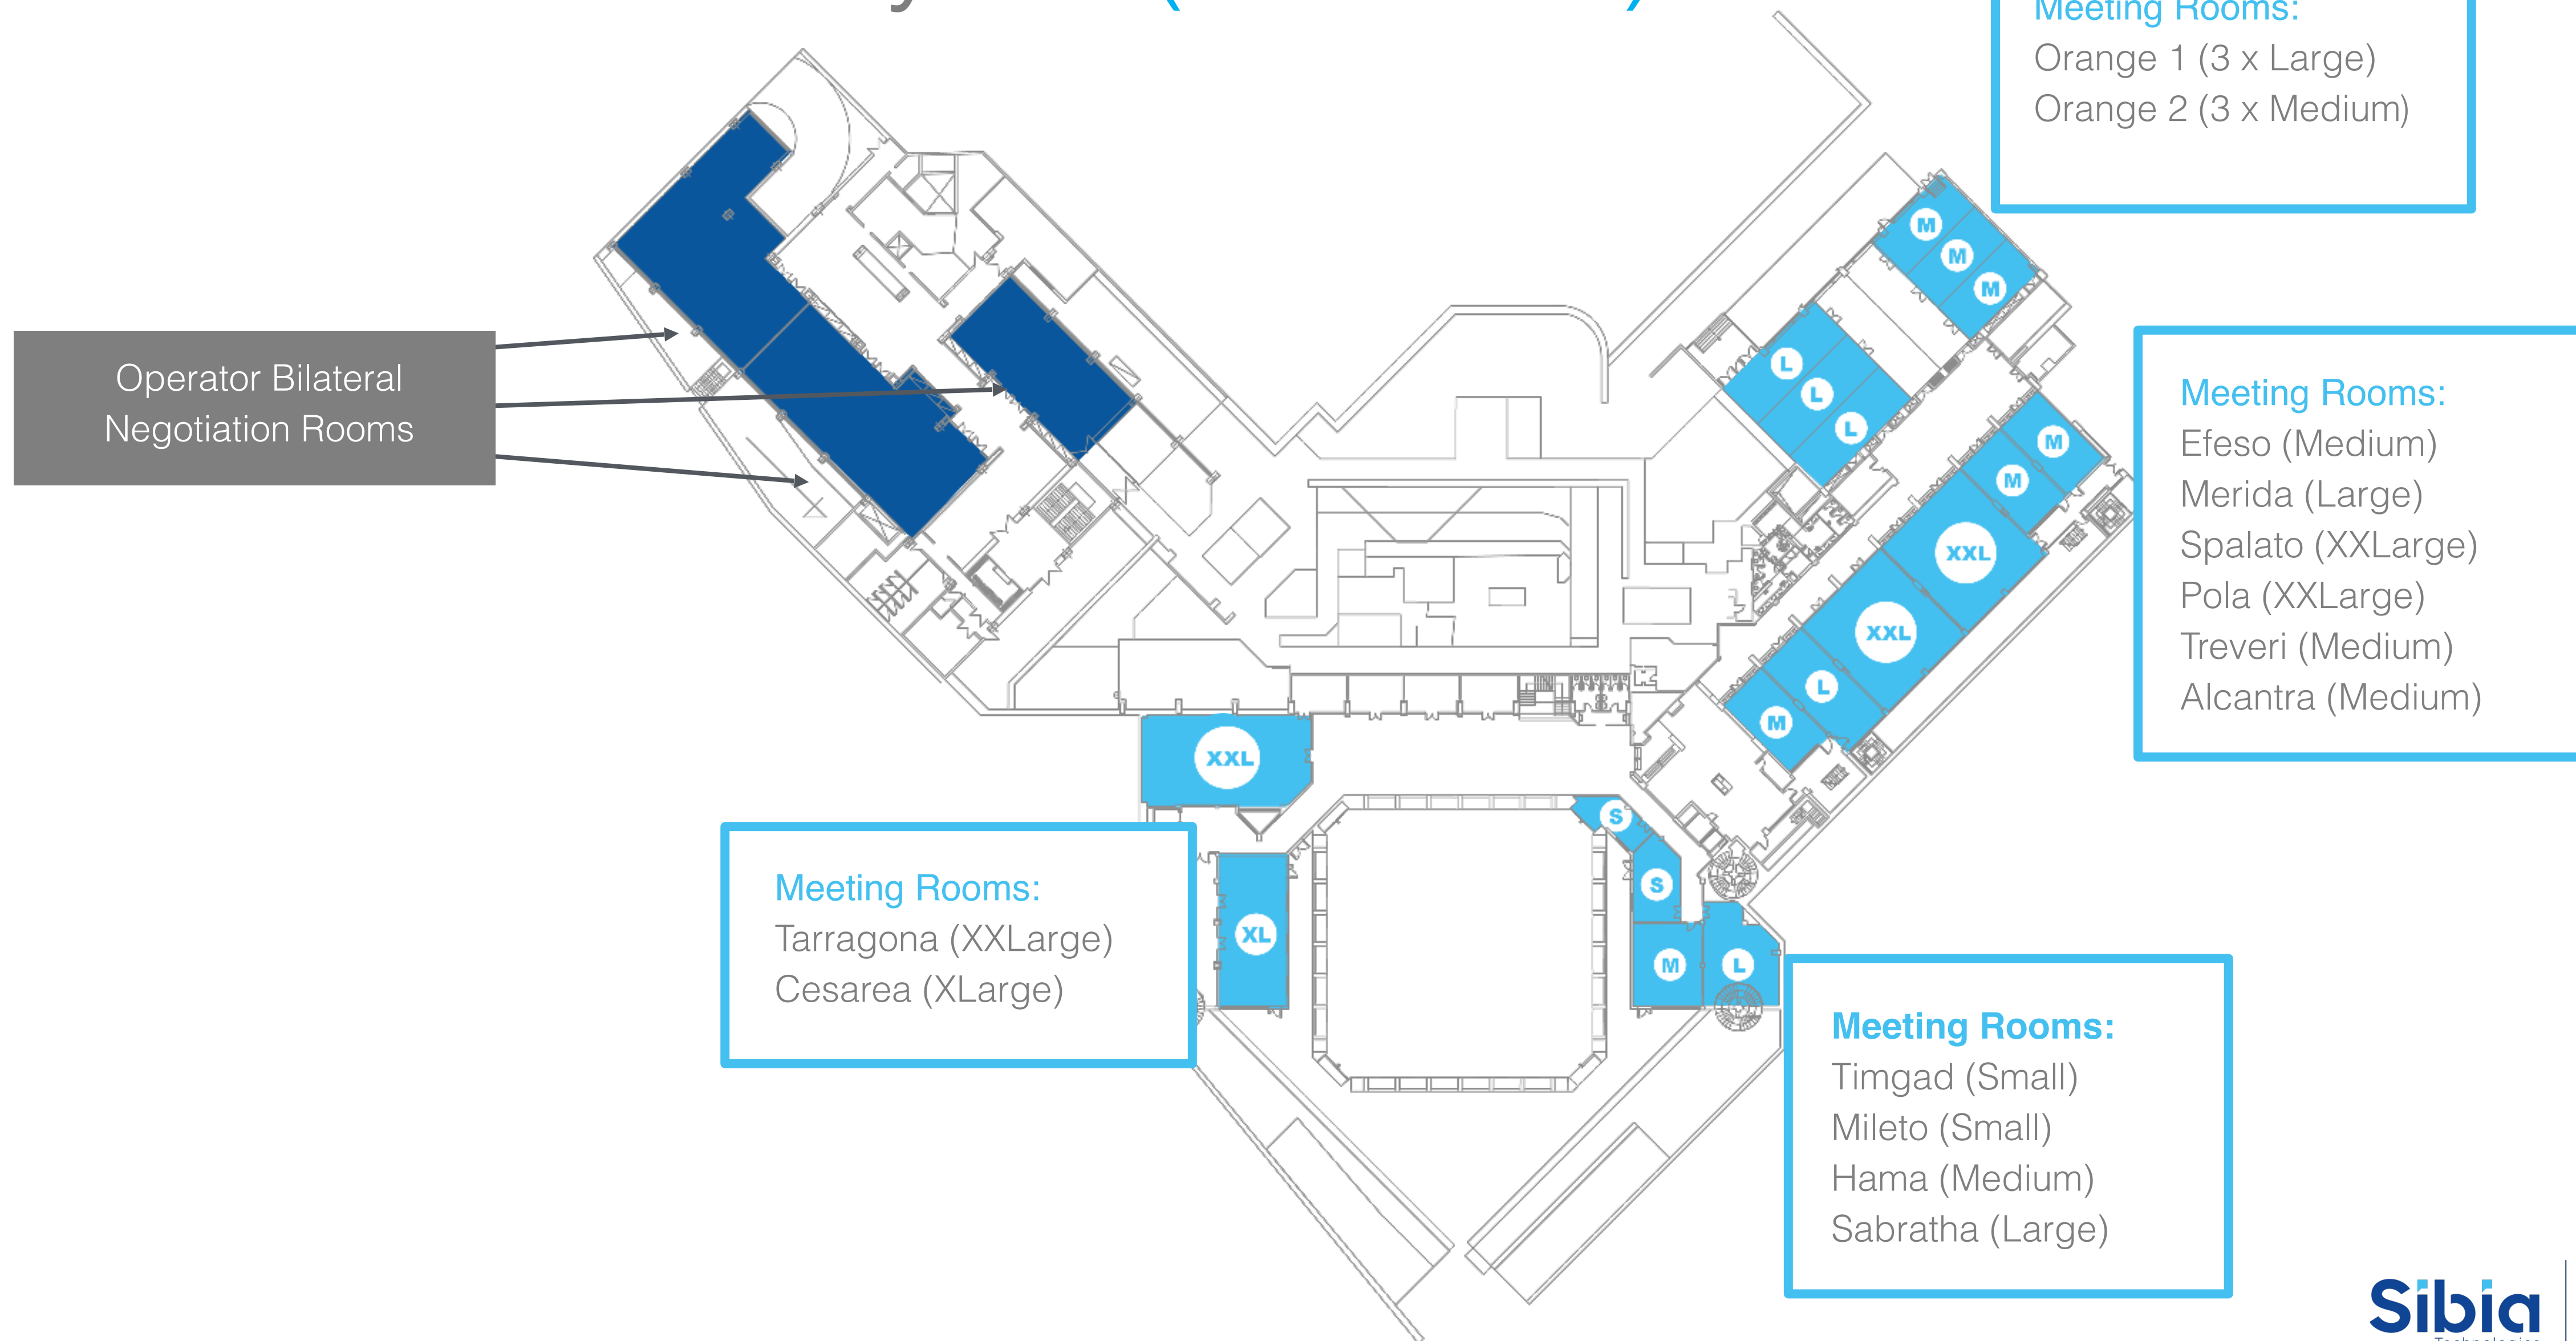 Meeting Rooms:
Orange 1 (3 x Large)
Orange 2 (3 x Medium)
M
M
M
L
L
L
Operator Bilateral
Negotiation Rooms
Meeting Rooms:
Efeso (Medium)
Merida (Large)
Spalato (XXLarge)
Pola (XXLarge)
Treveri (Medium)
Alcantra (Medium)
M
M
XXL
XXL
L
M
XXL
S
S
XL
M
L
Meeting Rooms:
Tarragona (XXLarge)
Cesarea (XLarge)
Meeting Rooms:
Timgad (Small)
Mileto (Small)
Hama (Medium)
Sabratha (Large)
Sibia
Technologies